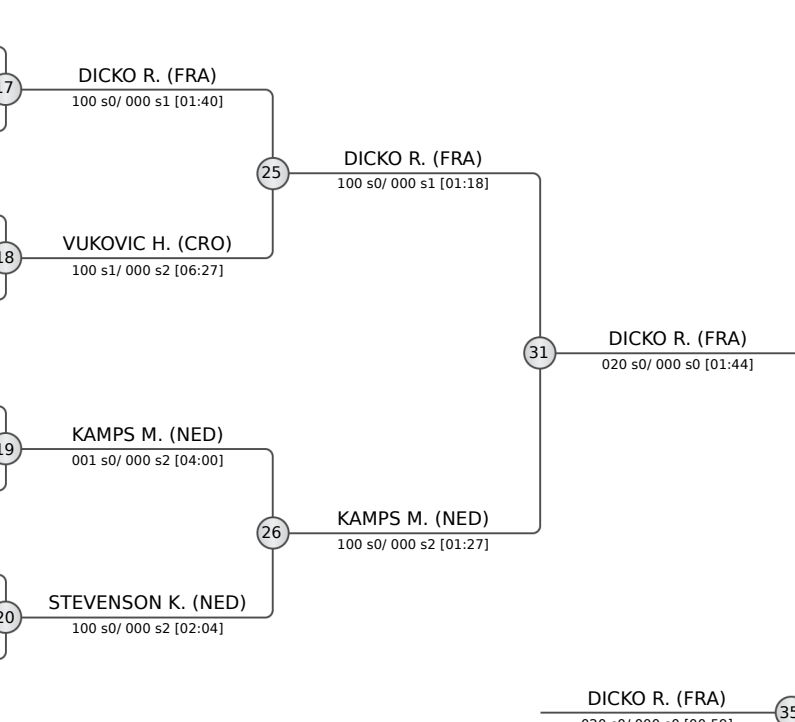 17
DICKO R. (FRA)
100 s0/ 000 s1 [01:40]
25
DICKO R. (FRA)
100 s0/ 000 s1 [01:18]
18
VUKOVIC H. (CRO)
100 s1/ 000 s2 [06:27]
31
DICKO R. (FRA)
020 s0/ 000 s0 [01:44]
19
KAMPS M. (NED)
001 s0/ 000 s2 [04:00]
26
KAMPS M. (NED)
100 s0/ 000 s2 [01:27]
20
STEVENSON K. (NED)
100 s0/ 000 s2 [02:04]
DICKO R. (FRA)
35